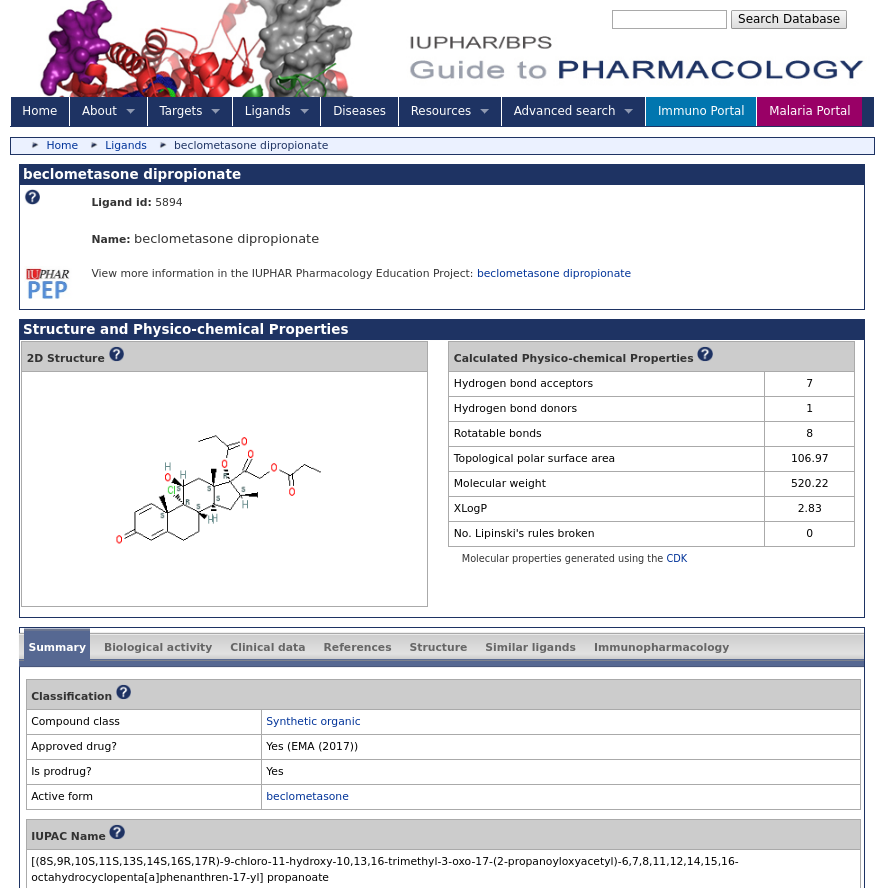 Search Database
IUPHAR/BPS
Guide to PHARMACOLOGY
Home About Targets Ligands Diseases Resources Advanced search Immuno Portal Malaria Portal
Home Ligands beclometasone dipropionate
beclometasone dipropionate
?
Ligand id: 5894
Name: beclometasone dipropionate
IUPHAR
PEP
View more information in the IUPHAR Pharmacology Education Project: beclometasone dipropionate
Structure and Physico-chemical Properties
2D Structure ?
Calculated Physico-chemical Properties ?
Hydrogen bond acceptors 7
Hydrogen bond donors 1
Rotatable bonds 8
Topological polar surface area 106.97
Molecular weight 520.22
XLogP 2.83
No. Lipinski's rules broken 0
Molecular properties generated using the CDK
O
O
O
O
H
H
O
O
Cl
S
S
S
R
S
S
R
S
H
H
H
O
Summary Biological activity Clinical data References Structure Similar ligands Immunopharmacology
Classification ?
Compound class Synthetic organic
Approved drug? Yes (EMA (2017))
Is prodrug? Yes
Active form beclometasone
IUPAC Name ?
[(8S,9R,10S,11S,13S,14S,16S,17R)-9-chloro-11-hydroxy-10,13,16-trimethyl-3-oxo-17-(2-propanoyloxyacetyl)-6,7,8,11,12,14,15,16-
octahydrocyclopenta[a]phenanthren-17-yl] propanoate